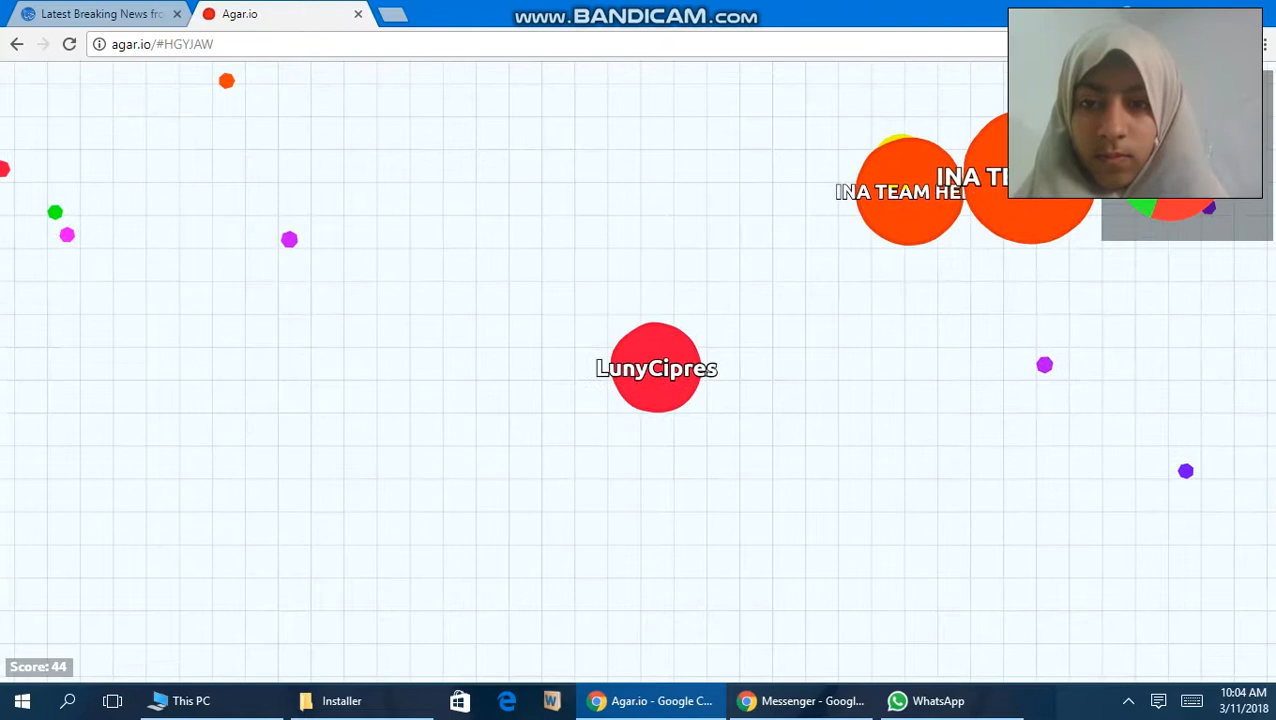 www.BANDICAM.com
Latest Breaking News fro
Agar.io
agar.io/#HGYJAW
INA TEAM HE
INA TE
LunyCipres
Score: 44
This PC
Installer
Agar.io - Google C...
Messenger - Googl...
WhatsApp
10:04 AM
3/11/2018